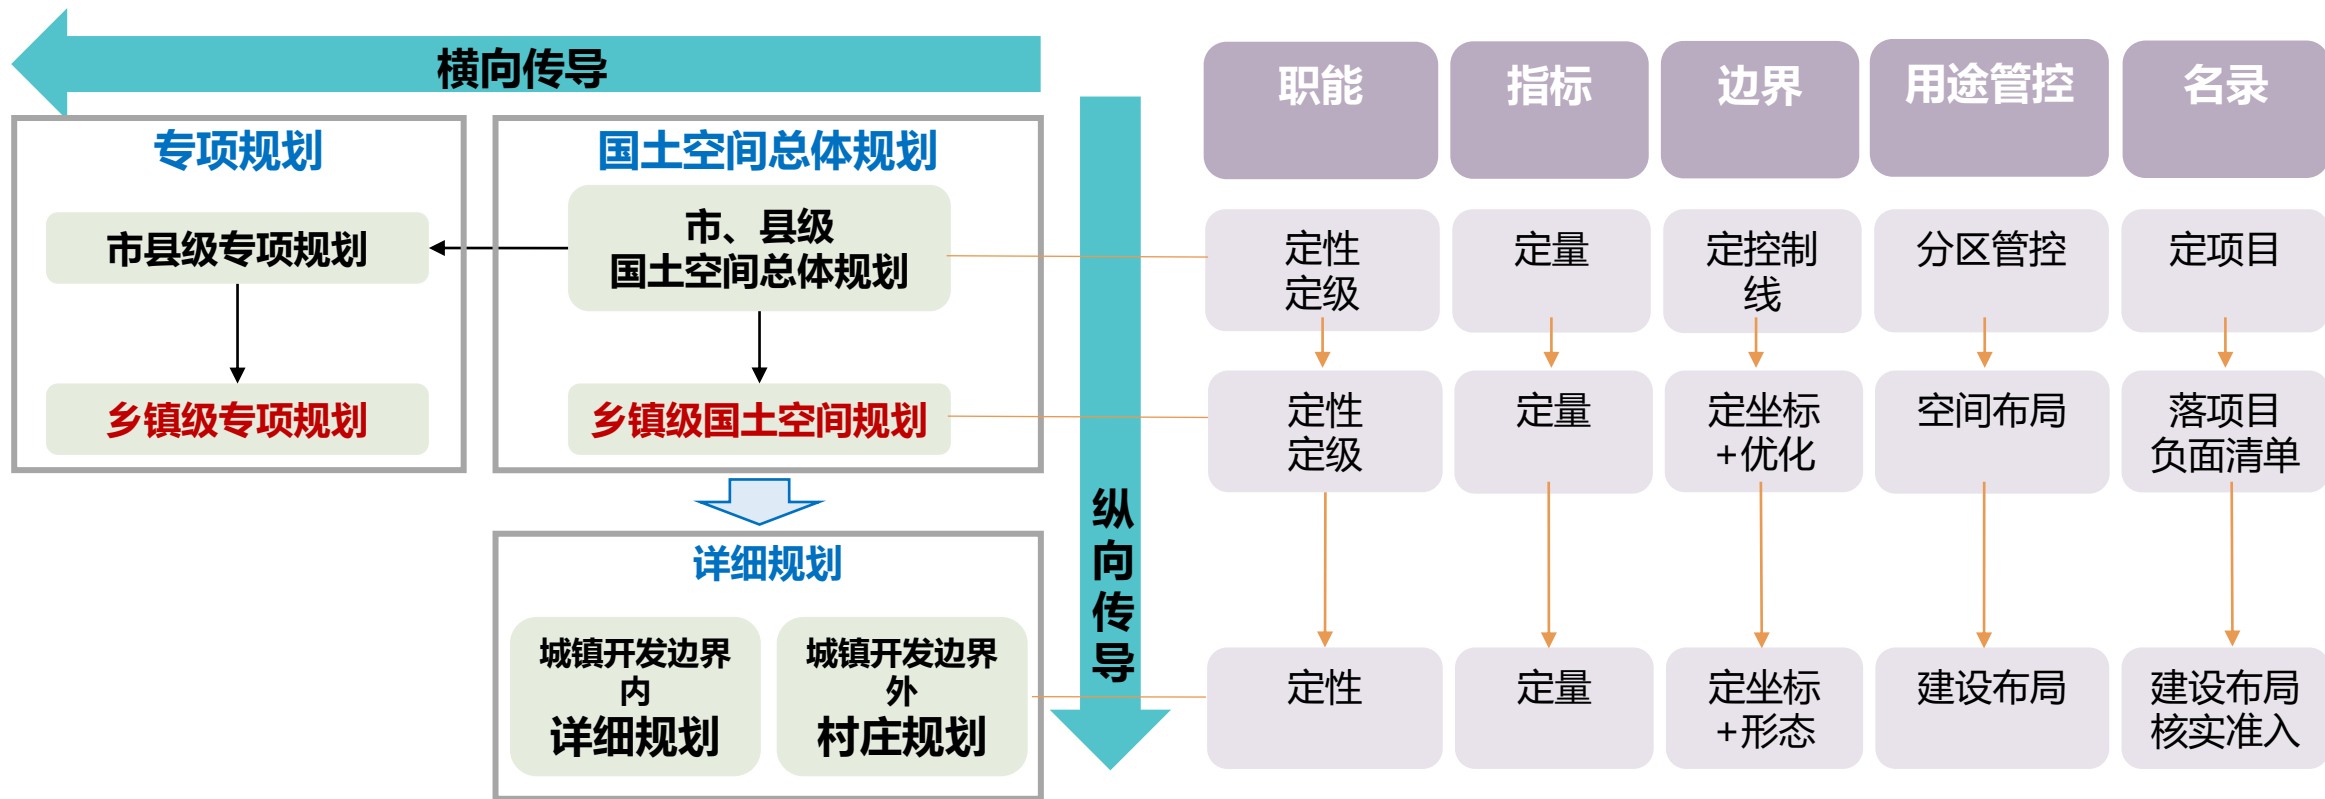 横向传导
专项规划
市县级专项规划
乡镇级专项规划
国土空间总体规划
市、县级
国土空间总体规划
乡镇级国土空间规划
详细规划
城镇开发边界
内
详细规划
城镇开发边界
外
村庄规划
纵
向
传
导
职能
指标
边界
用途管控
名录
定性
定级
定量
定控制
线
分区管控
定项目
定性
定级
定量
定坐标
+优化
空间布局
落项目
负面清单
定性
定量
定坐标
+形态
建设布局
建设布局
核实准入